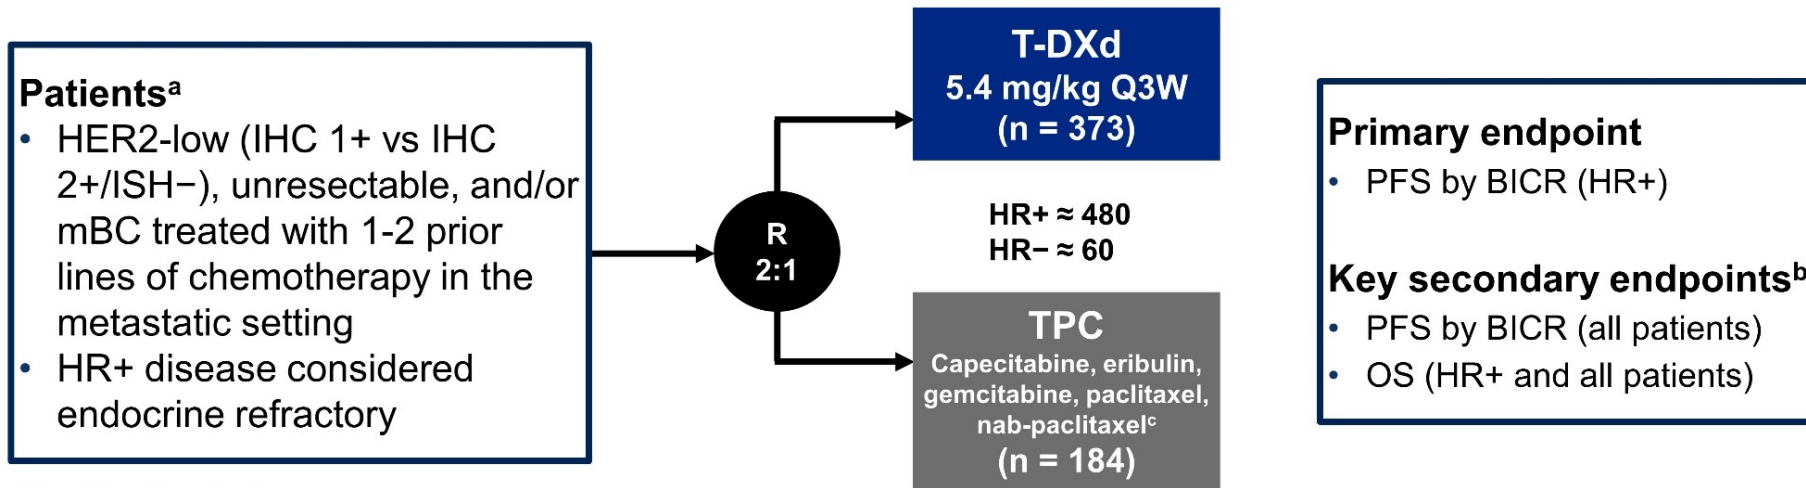 Patientsᵃ
• HER2-low (IHC 1+ vs IHC
2+/ISH−), unresectable, and/or
mBC treated with 1-2 prior
lines of chemotherapy in the
metastatic setting
• HR+ disease considered
endocrine refractory
R
2:1
T-DXd
5.4 mg/kg Q3W
(n = 373)
HR+ ≈ 480
HR− ≈ 60
TPC
Capecitabine, eribulin,
gemcitabine, paclitaxel,
nab-paclitaxelᶜ
(n = 184)
Primary endpoint
• PFS by BICR (HR+)
Key secondary endpointsᵇ
• PFS by BICR (all patients)
• OS (HR+ and all patients)